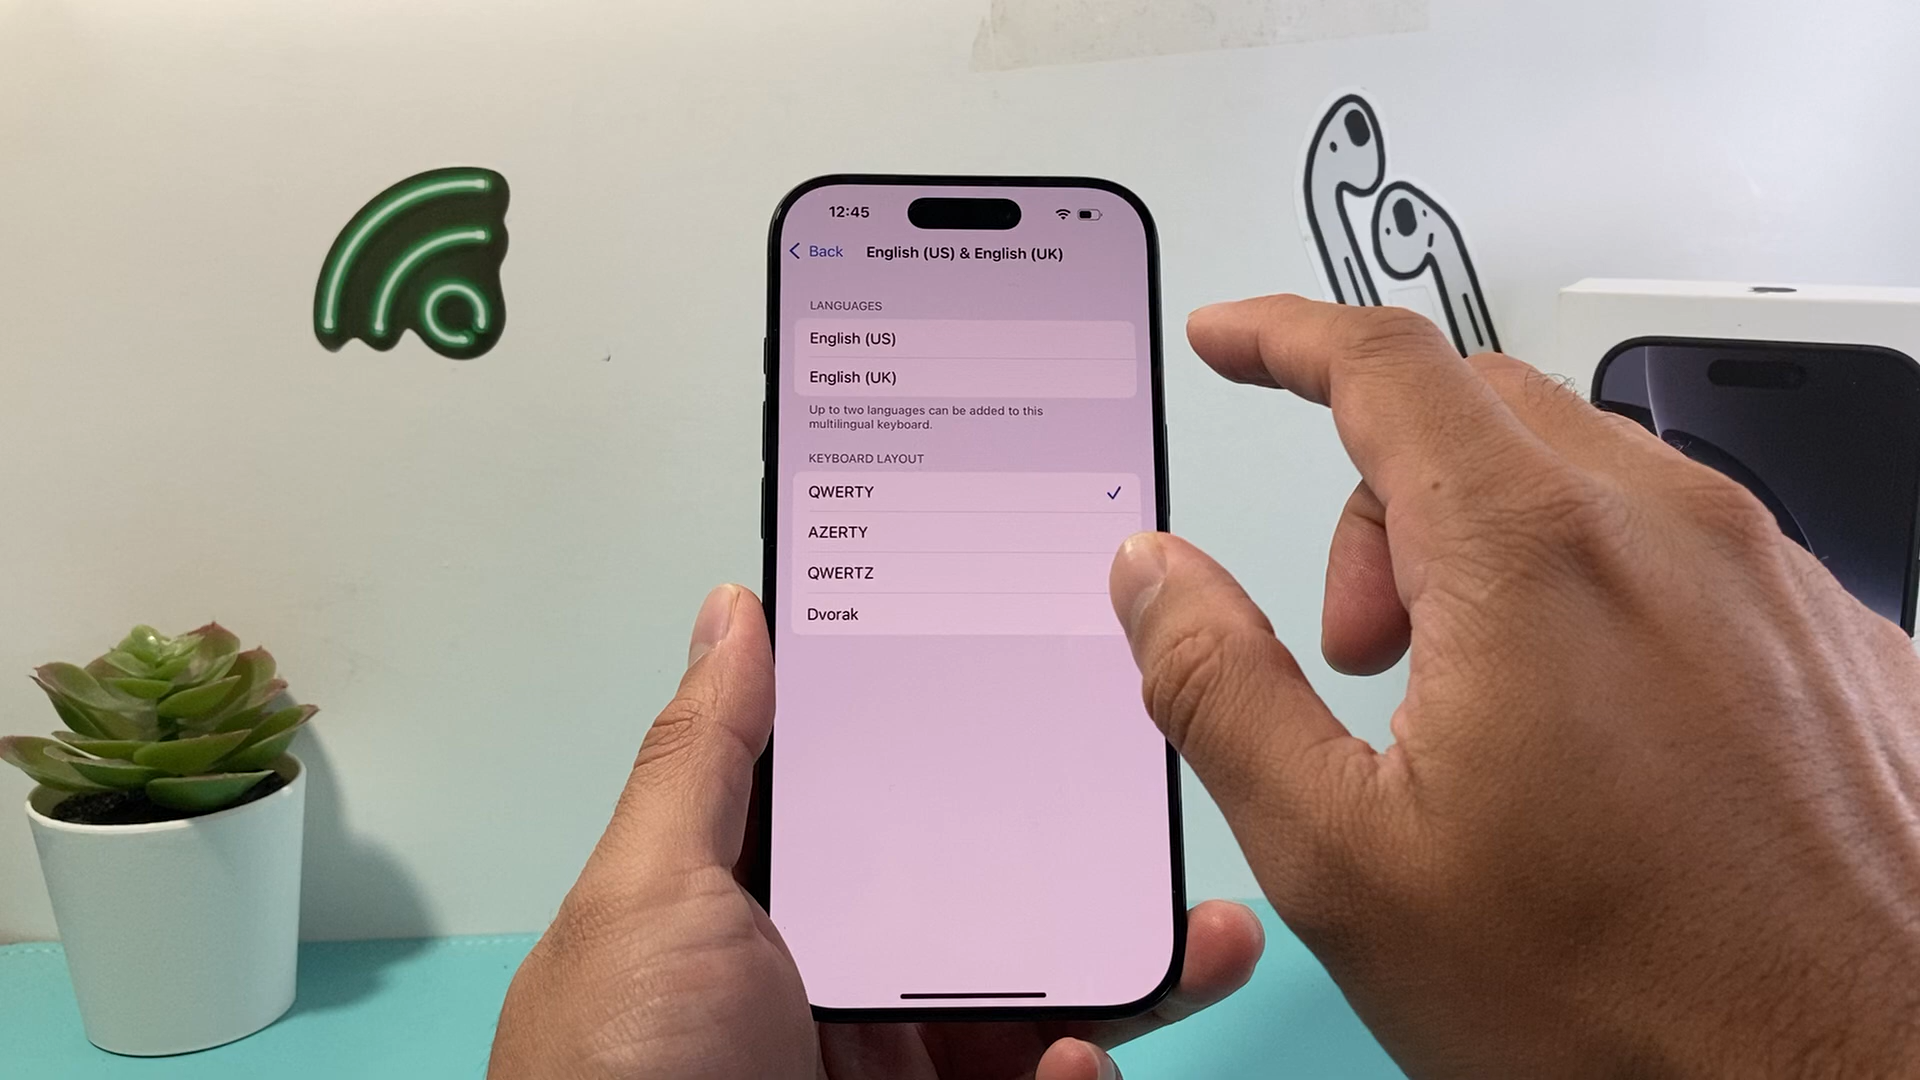 12:45
Back
English (US) & English (UK)
LANGUAGES
English (US)
English (UK)
Up to two languages can be added to this
multilingual keyboard.
KEYBOARD LAYOUT
QWERTY
AZERTY
QWERTZ
Dvorak